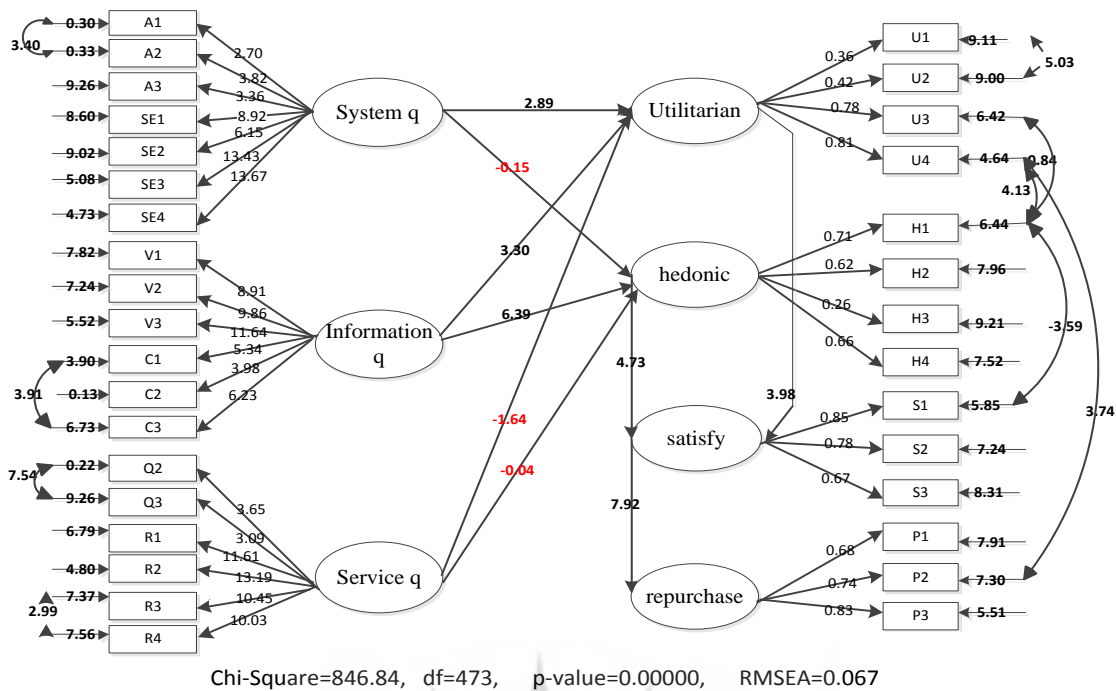 0.30 A1
3.40
0.33 A2
9.26 A3
8.60 SE1
9.02 SE2
5.08 SE3
4.73 SE4
2.70
3.82
3.36
8.92
6.15
13.43
13.67
System q
7.82 V1
7.24 V2
5.52 V3
3.90 C1
3.91
0.13 C2
6.73 C3
8.91
9.86
11.64
5.34
3.98
6.23
Information
q
0.22 Q2
7.54
9.26 Q3
6.79 R1
4.80 R2
7.37 R3
2.99
7.56 R4
3.65
3.09
11.61
13.19
10.45
10.03
Service q
2.89
-0.15
3.30
6.39
-1.64
-0.04
4.73
3.98
7.92
Utilitarian
hedonic
satisfy
repurchase
0.36
0.42
0.78
0.81
U1 9.11
5.03
U2 9.00
U3 6.42
U4 4.64
0.84
4.13
0.71
0.62
0.26
0.66
H1 6.44
H2 7.96
H3 9.21
H4 7.52
-3.59
3.74
0.85
0.78
0.67
S1 5.85
S2 7.24
S3 8.31
0.68
0.74
0.83
P1 7.91
P2 7.30
P3 5.51
Chi-Square=846.84, df=473, p-value=0.00000, RMSEA=0.067